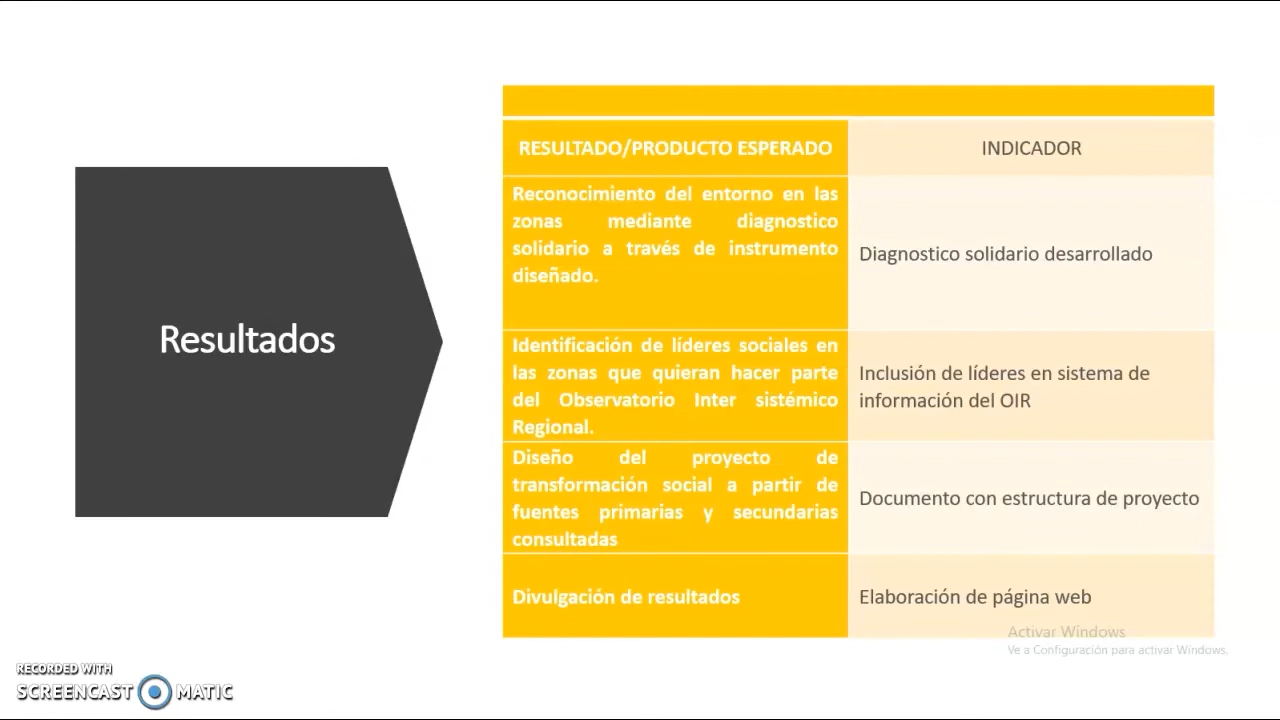 Resultados
RESULTADO/PRODUCTO ESPERADO
INDICADOR
Reconocimiento del entorno en las
zonas mediante diagnostico
solidario a través de instrumento
diseñado.
Diagnostico solidario desarrollado
Identificación de líderes sociales en
las zonas que quieran hacer parte
del Observatorio Inter sistémico
Regional.
Inclusión de líderes en sistema de
información del OIR
Diseño del proyecto de
transformación social a partir de
fuentes primarias y secundarias
consultadas
Documento con estructura de proyecto
Divulgación de resultados
Elaboración de página web
Activar Windows
Ve a Configuración para activar Windows.
RECORDED WITH
SCREENCAST MATIC